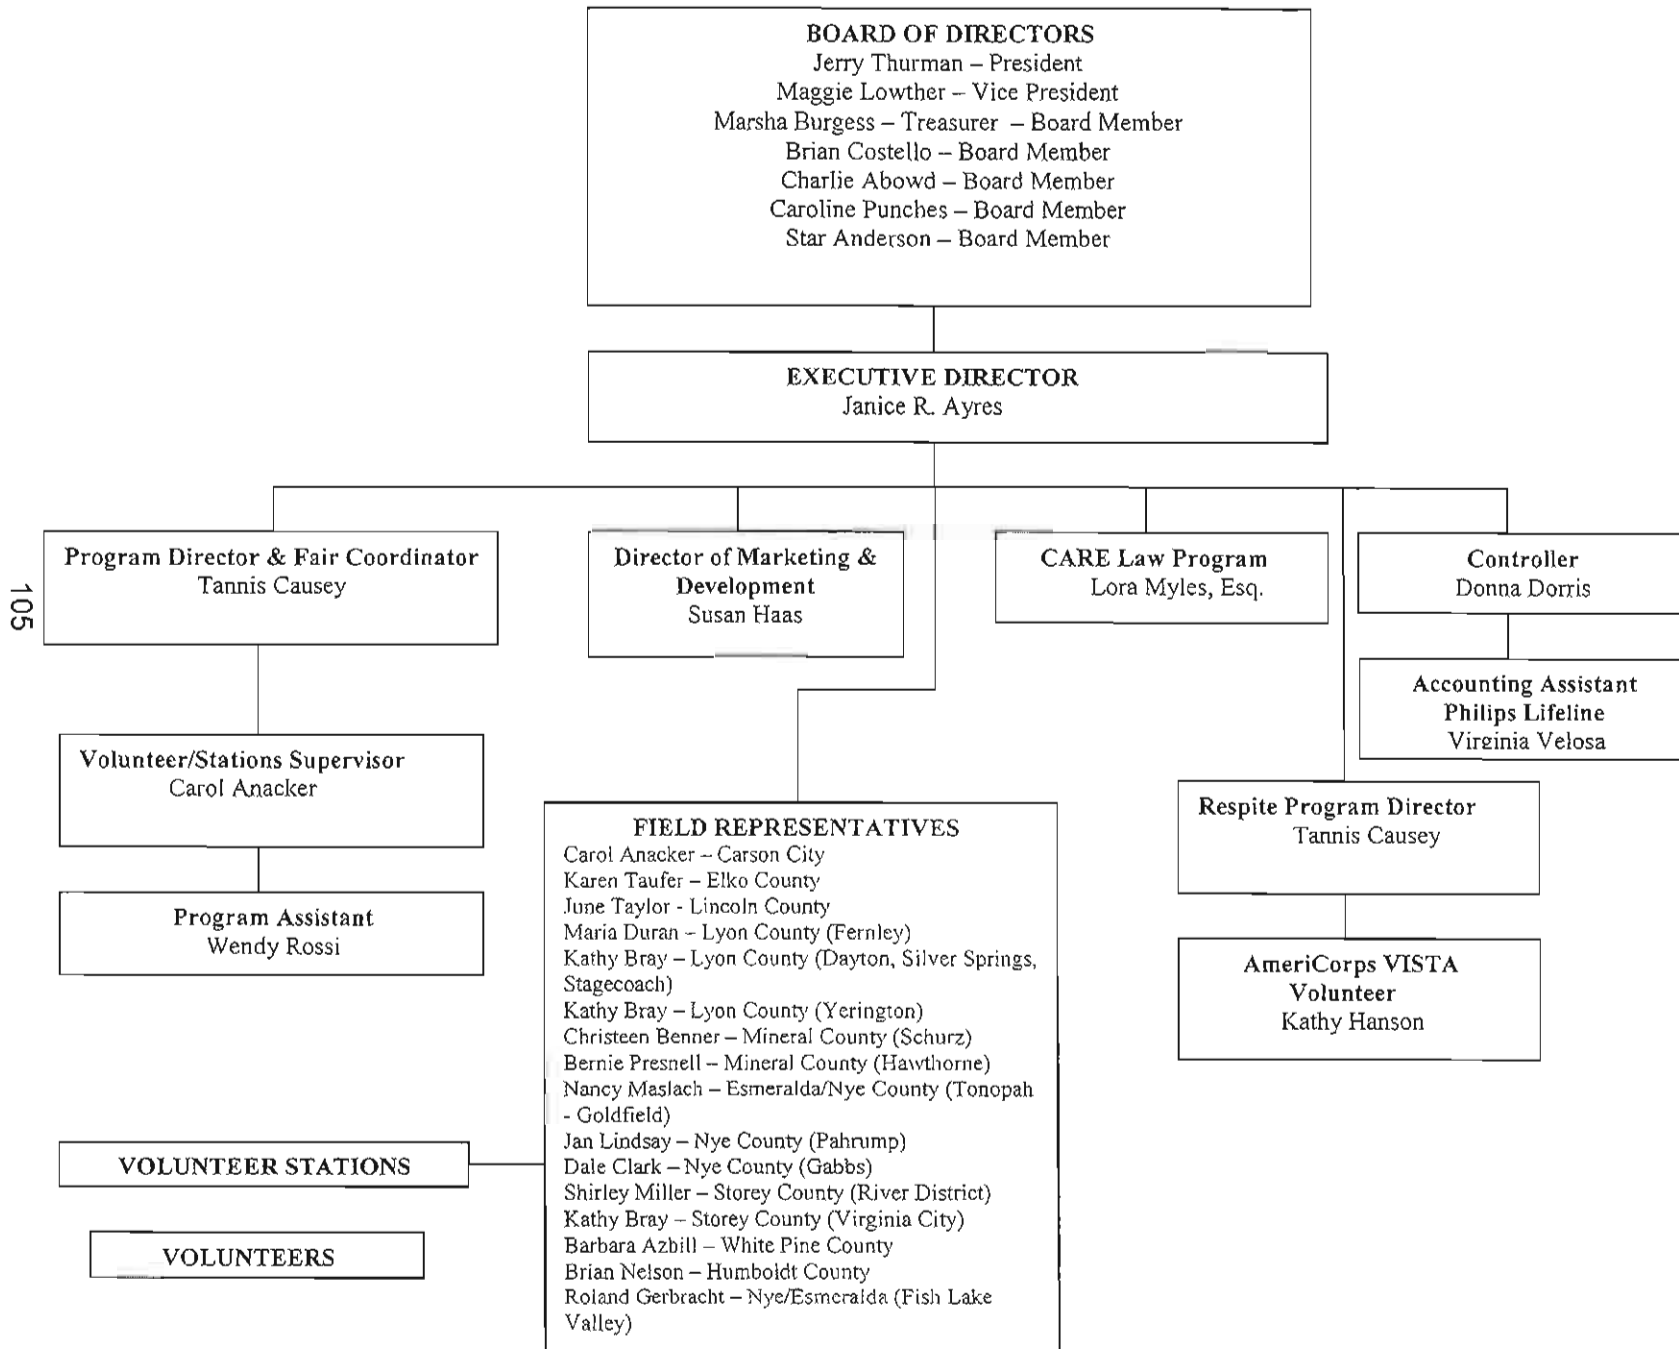 BOARD OF DIRECTORS
Jerry Thurman – President
Maggie Lowther – Vice President
Marsha Burgess – Treasurer – Board Member
Brian Costello – Board Member
Charlie Abowd – Board Member
Caroline Punches – Board Member
Star Anderson – Board Member
EXECUTIVE DIRECTOR
Janice R. Ayres
Program Director & Fair Coordinator
Tannis Causey
Director of Marketing &
Development
Susan Haas
CARE Law Program
Lora Myles, Esq.
Controller
Donna Dorris
105
Accounting Assistant
Philips Lifeline
Virginia Velosa
Volunteer/Stations Supervisor
Carol Anacker
Respite Program Director
Tannis Causey
Program Assistant
Wendy Rossi
AmeriCorps VISTA
Volunteer
Kathy Hanson
FIELD REPRESENTATIVES
Carol Anacker – Carson City
Karen Taufer – Elko County
June Taylor - Lincoln County
Maria Duran – Lyon County (Fernley)
Kathy Bray – Lyon County (Dayton, Silver Springs,
Stagecoach)
Kathy Bray – Lyon County (Yerington)
Christeen Benner – Mineral County (Schurz)
Bernie Presnell – Mineral County (Hawthorne)
Nancy Maslach – Esmeralda/Nye County (Tonopah
- Goldfield)
Jan Lindsay – Nye County (Pahrump)
Dale Clark – Nye County (Gabbs)
Shirley Miller – Storey County (River District)
Kathy Bray – Storey County (Virginia City)
Barbara Azbill – White Pine County
Brian Nelson – Humboldt County
Roland Gerbracht – Nye/Esmeralda (Fish Lake
Valley)
VOLUNTEER STATIONS
VOLUNTEERS